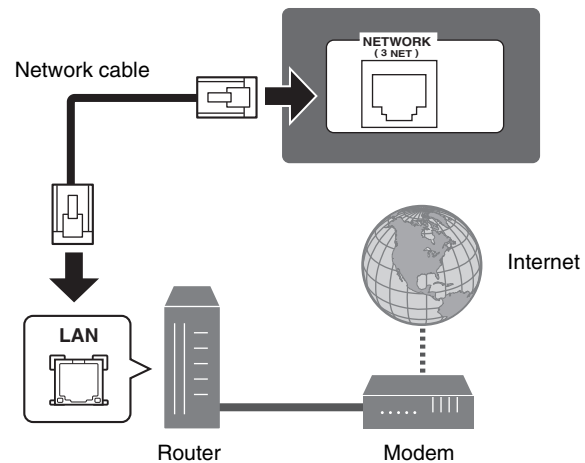 NETWORK
( 3 NET )
Network cable
Internet
LAN
Router
Modem